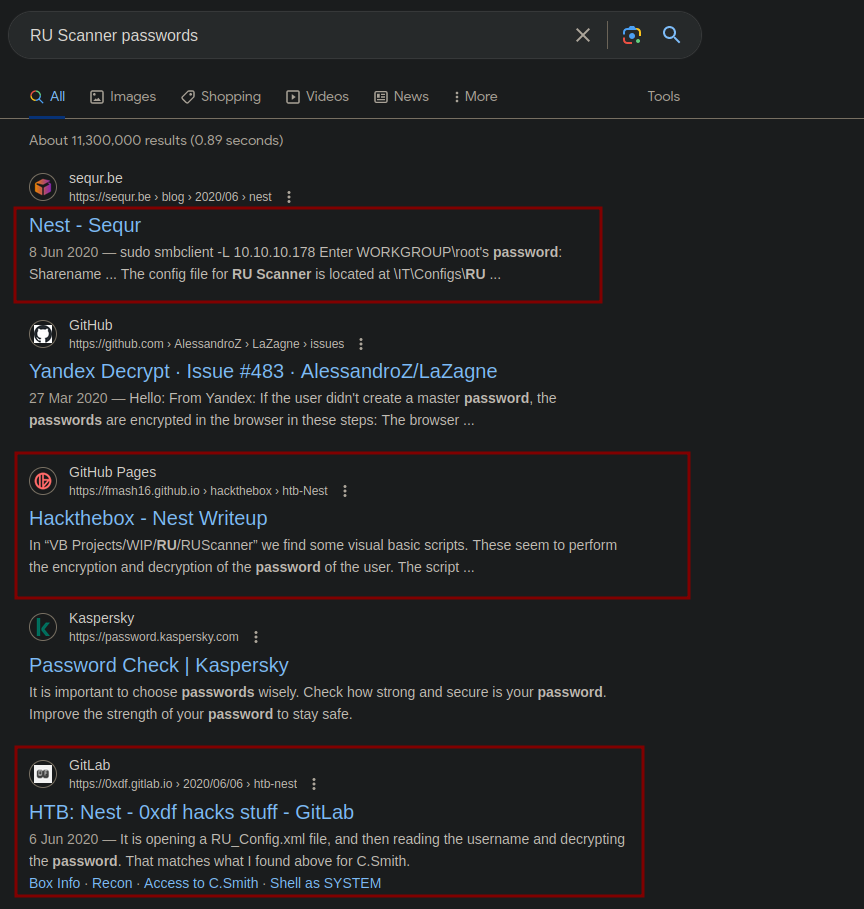 RU Scanner passwords
All Images Shopping Videos News More Tools
About 11,300,000 results (0.89 seconds)
sequr.be
https://sequr.be › blog › 2020/06 › nest
Nest - Sequr
8 Jun 2020 — sudo smbclient -L 10.10.10.178 Enter WORKGROUP\root's password:
Sharename ... The config file for RU Scanner is located at \IT\Configs\RU ...
GitHub
https://github.com › AlessandroZ › LaZagne › issues
Yandex Decrypt · Issue #483 · AlessandroZ/LaZagne
27 Mar 2020 — Hello: From Yandex: If the user didn't create a master password, the
passwords are encrypted in the browser in these steps: The browser ...
GitHub Pages
https://fmash16.github.io › hackthebox › htb-Nest
Hackthebox - Nest Writeup
In “VB Projects/WIP/RU/RUScanner” we find some visual basic scripts. These seem to perform
the encryption and decryption of the password of the user. The script ...
Kaspersky
https://password.kaspersky.com
Password Check | Kaspersky
It is important to choose passwords wisely. Check how strong and secure is your password.
Improve the strength of your password to stay safe.
GitLab
https://0xdf.gitlab.io › 2020/06/06 › htb-nest
HTB: Nest - 0xdf hacks stuff - GitLab
6 Jun 2020 — It is opening a RU_Config.xml file, and then reading the username and decrypting
the password. That matches what I found above for C.Smith.
Box Info · Recon · Access to C.Smith · Shell as SYSTEM